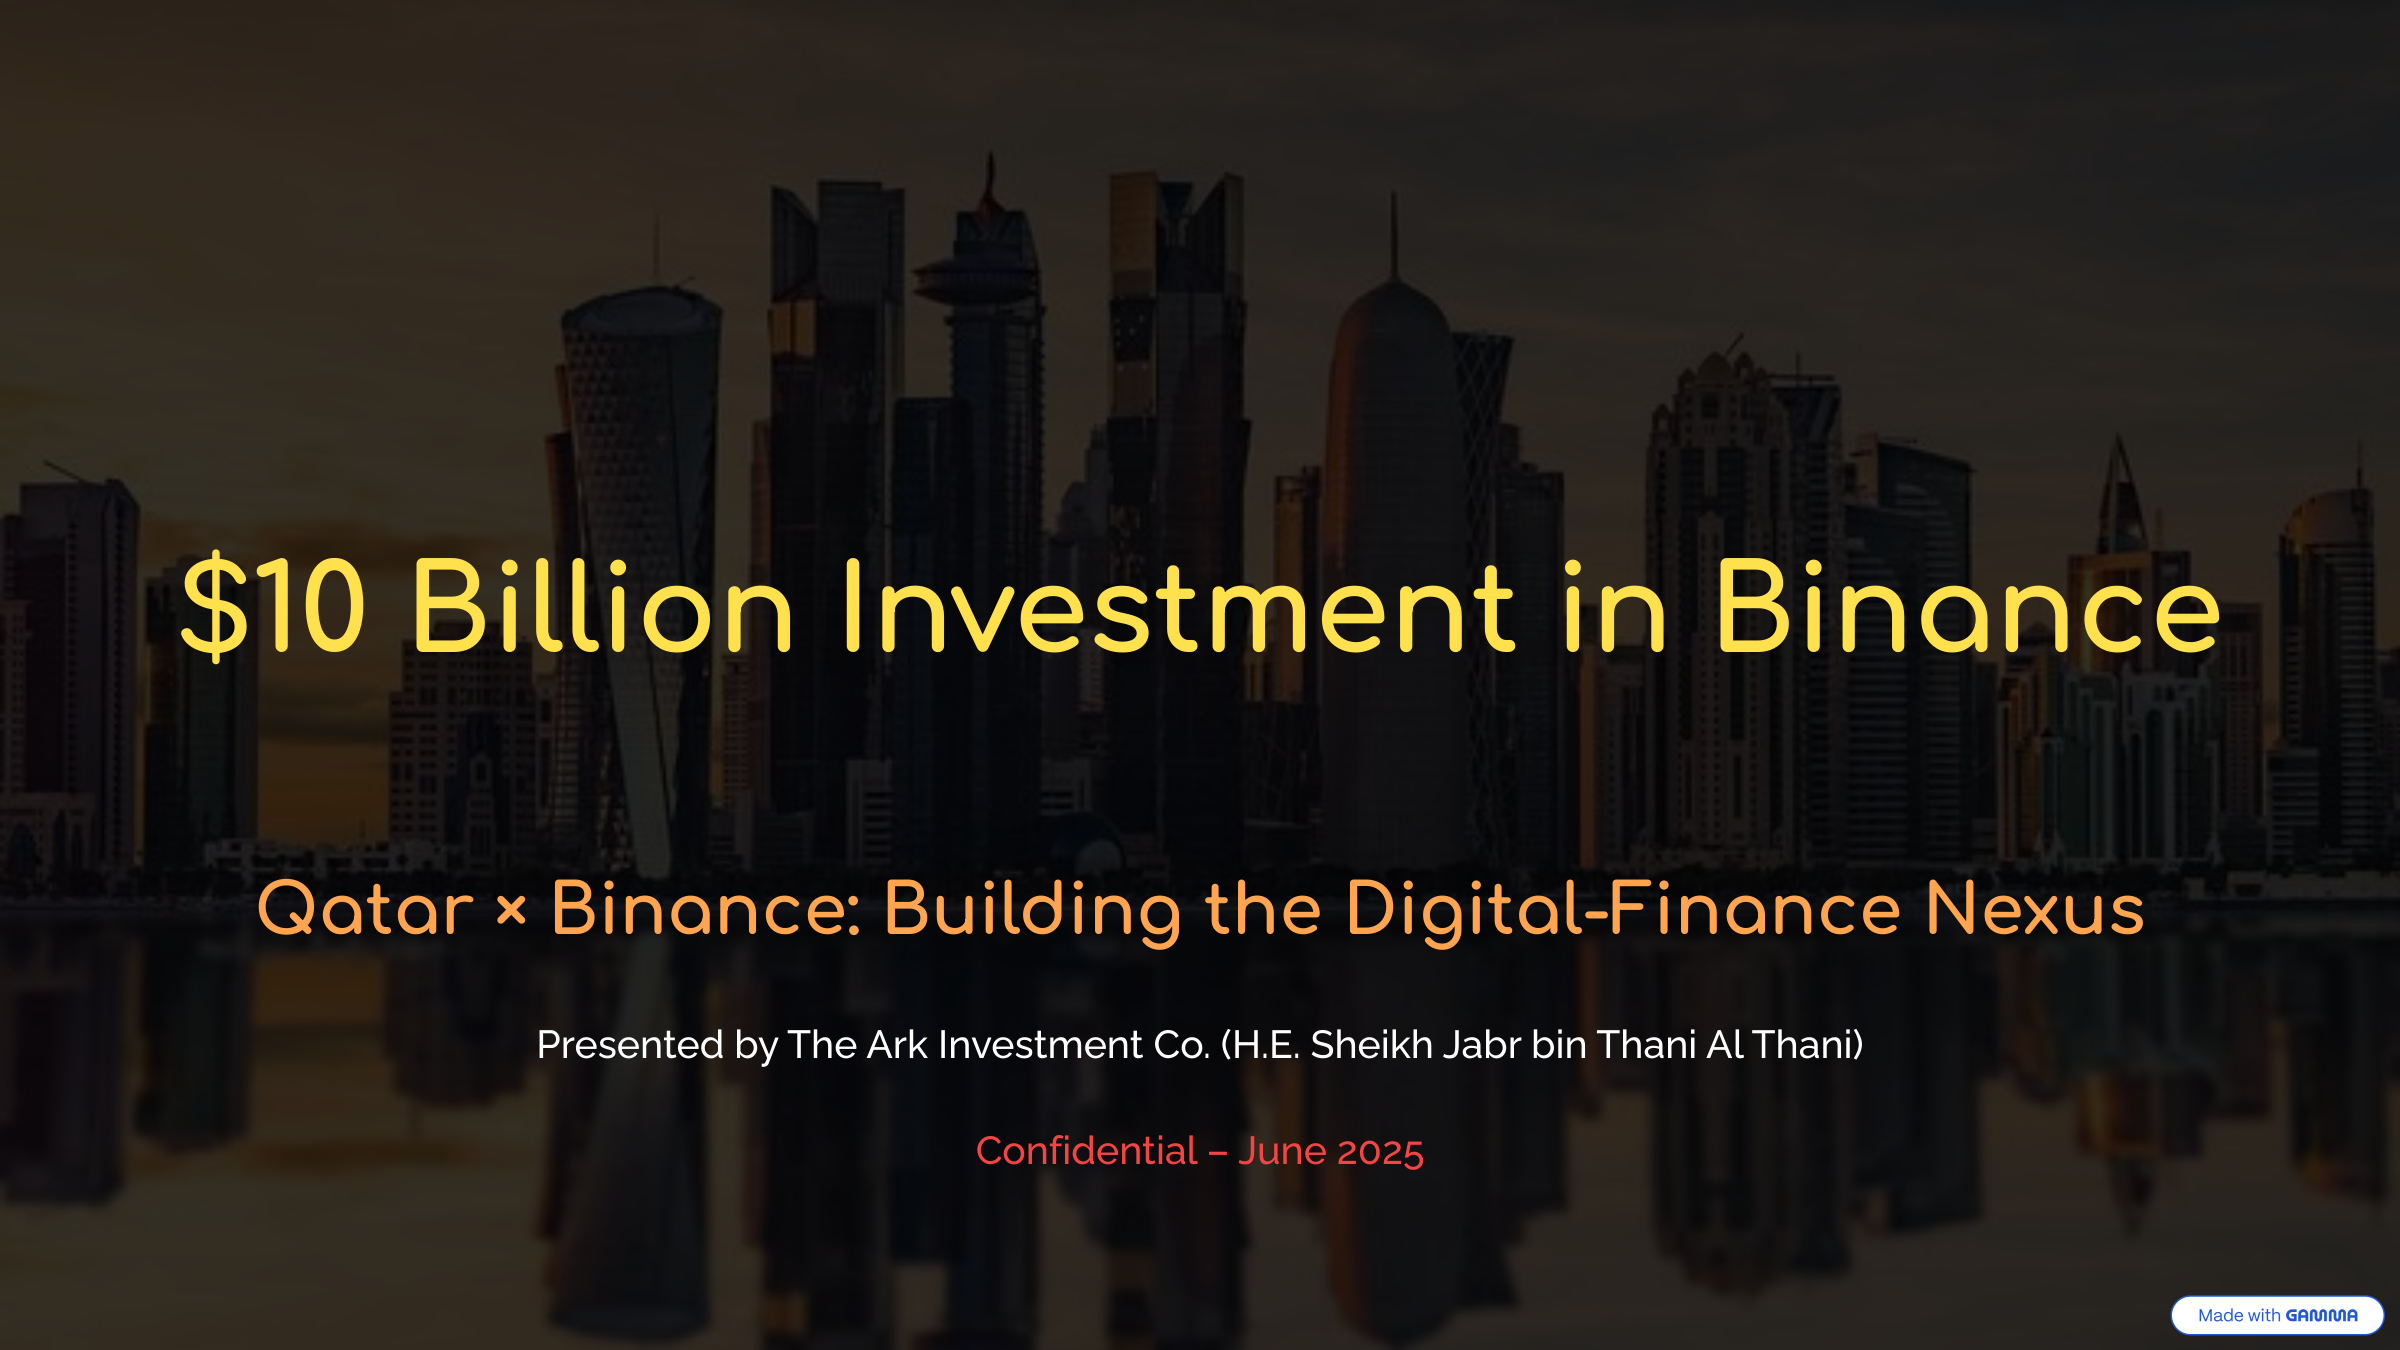 $10 Billion Investment in Binance
Qatar × Binance: Building the Digital-Finance Nexus
Presented by The Ark Investment Co. (H.E. Sheikh Jabr bin Thani Al Thani)
Confidential – June 2025
Made with GAMMA